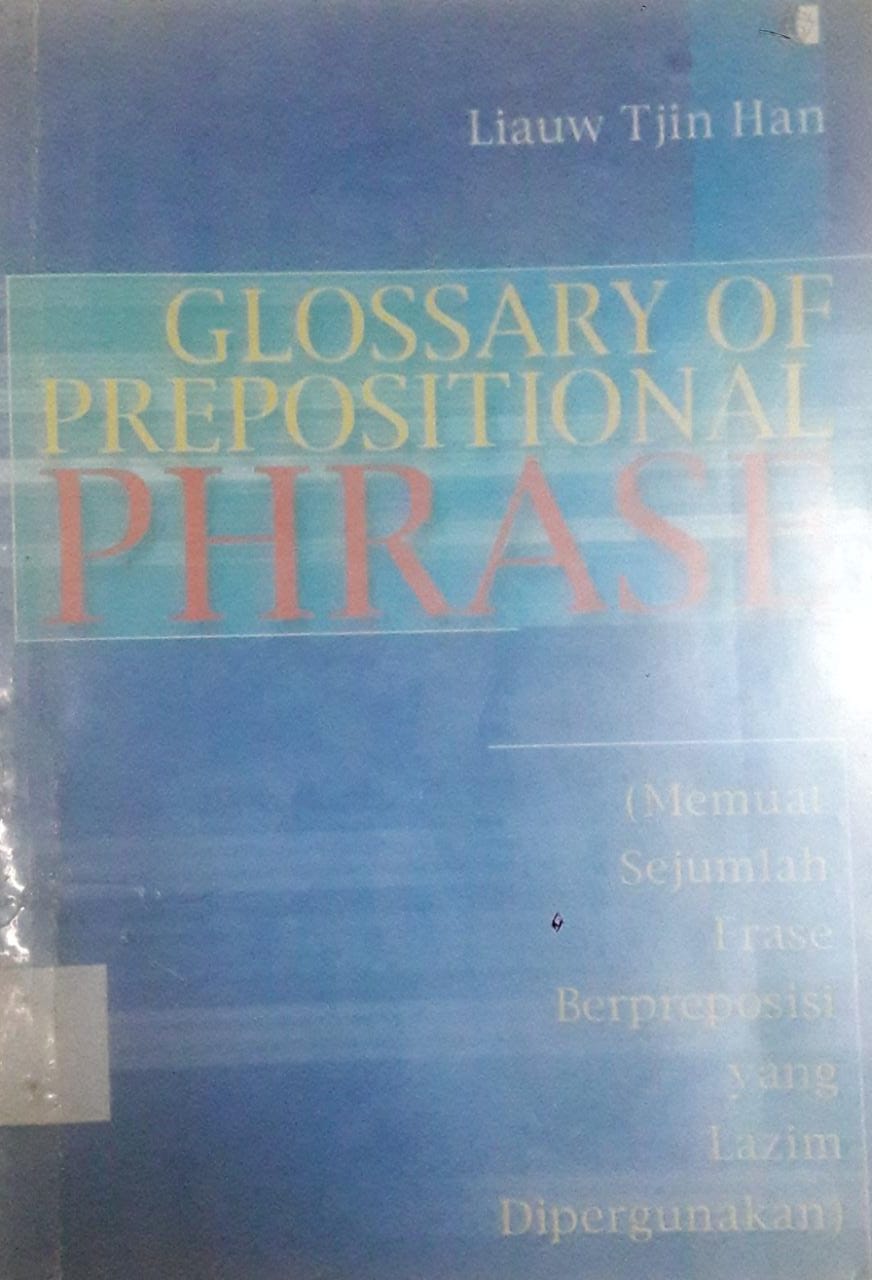 Liauw Tjin Han
GLOSSARY OF
PREPOSITIONAL
PHRASE
(Memuat
Sejumlah
Frase
Berpreposisi
yang
Lazim
Dipergunakan)